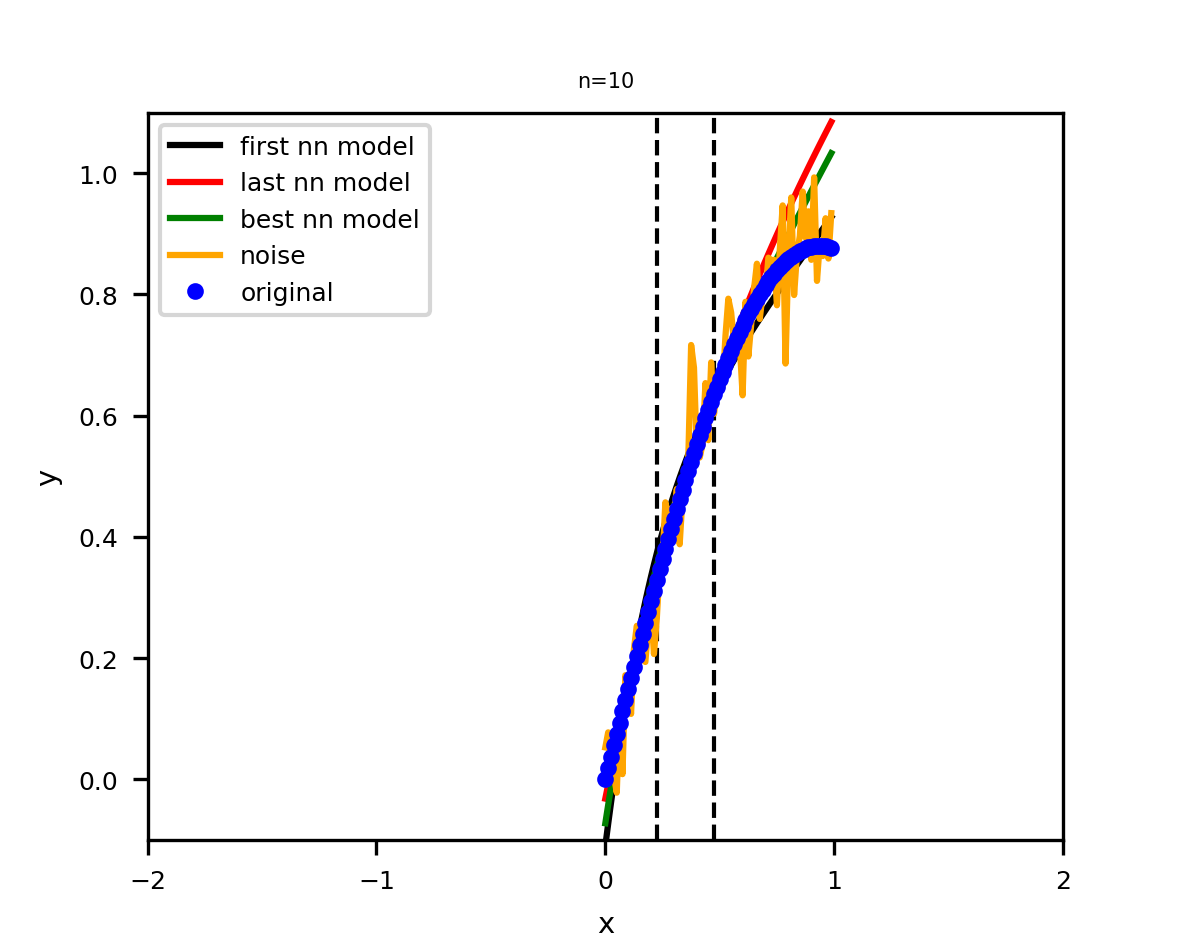 n=10
first nn model
last nn model
best nn model
noise
original
1.0
0.8
0.6
0.4
0.2
0.0
y
−2
−1
0
1
2
x